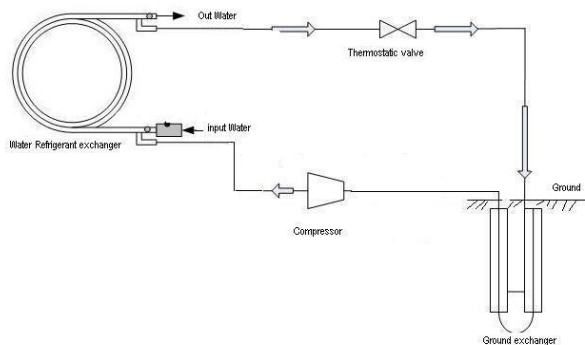 Out Water
Thermostatic valve
input Water
Water Refrigerant exchanger
Ground
Compressor
Ground exchanger